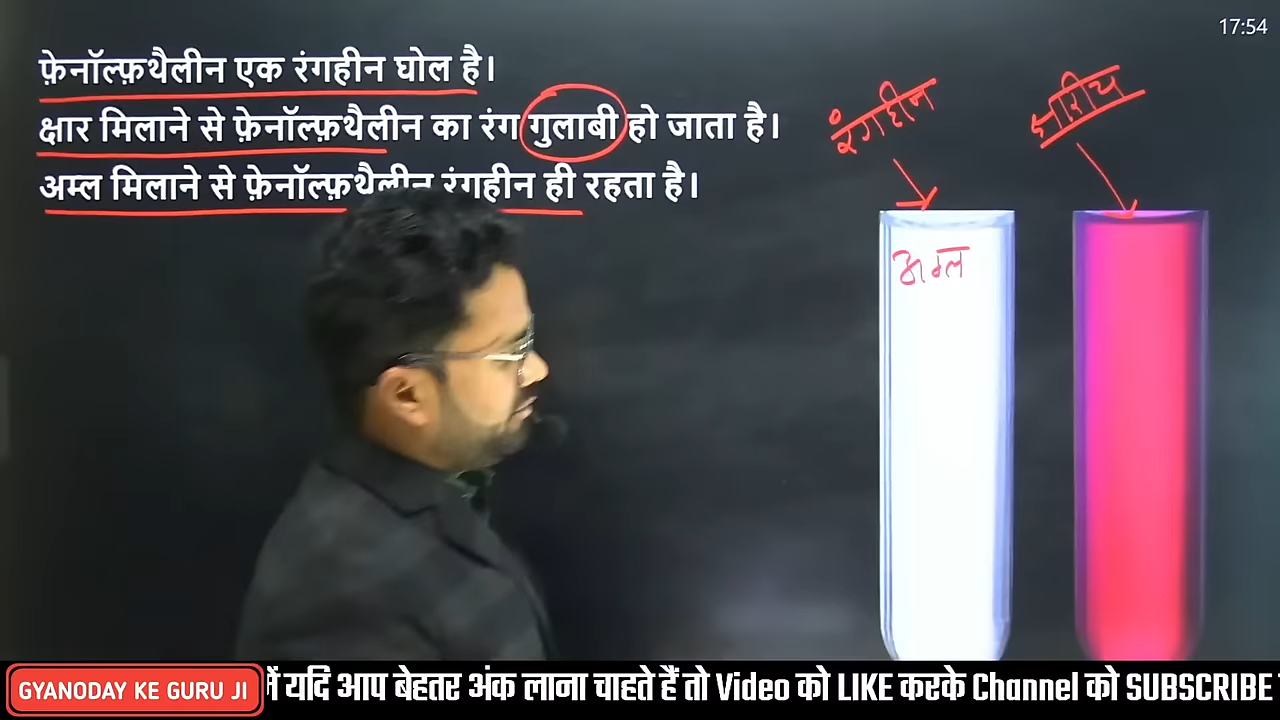 17:54
फ़ेनॉल्फ़थैलीन एक रंगहीन घोल है।
क्षार मिलाने से फ़ेनॉल्फ़थैलीन का रंग गुलाबी हो जाता है।
अम्ल मिलाने से फ़ेनॉल्फ़थैलीन रंगहीन ही रहता है।
रंगहीन
क्षारीय
अम्ल
GYANODAY KE GURU JI
में यदि आप बेहतर अंक लाना चाहते हैं तो Video को LIKE करके Channel को SUBSCRIBE